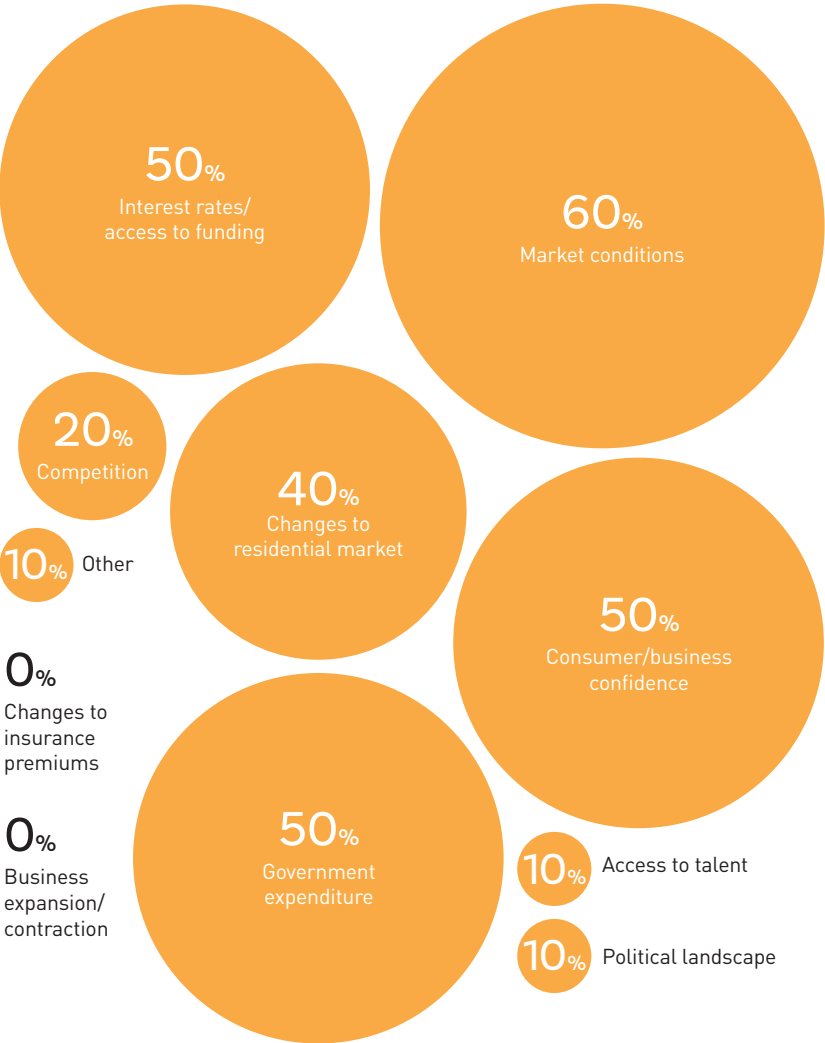 50%
Interest rates/
access to funding
60%
Market conditions
20%
Competition
40%
Changes to
residential market
10% Other
50%
Consumer/business
confidence
0%
Changes to
insurance
premiums
0%
Business
expansion/
contraction
50%
Government
expenditure
10% Access to talent
10% Political landscape